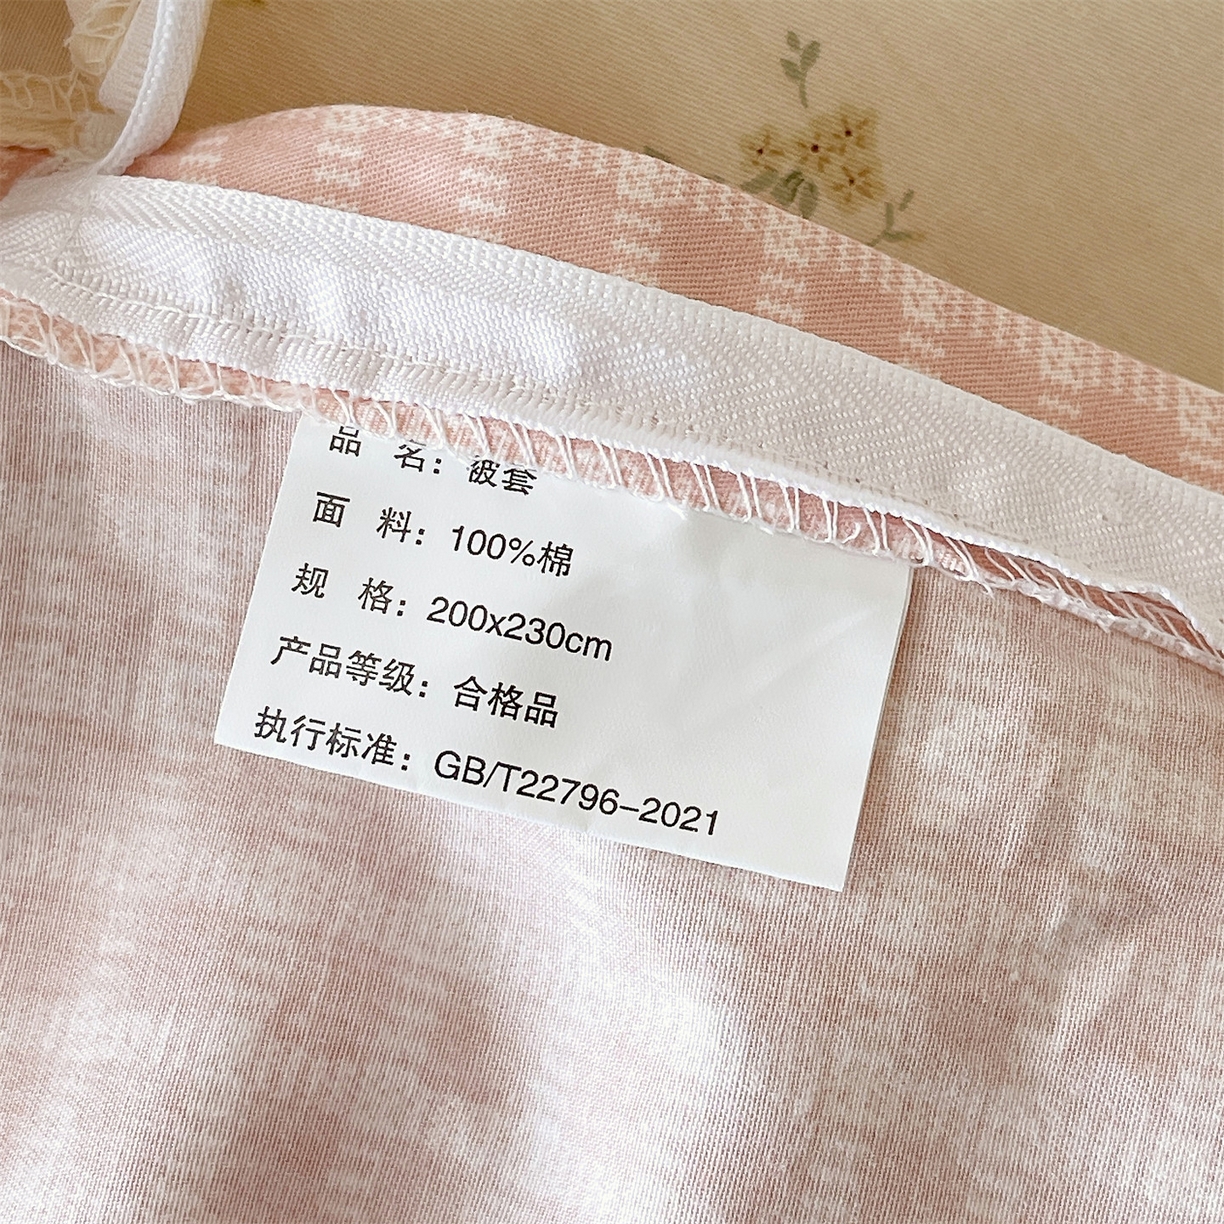 品 名：被套
面 料：100%棉
规 格：200x230cm
产品等级：合格品
执行标准：GB/T22796-2021